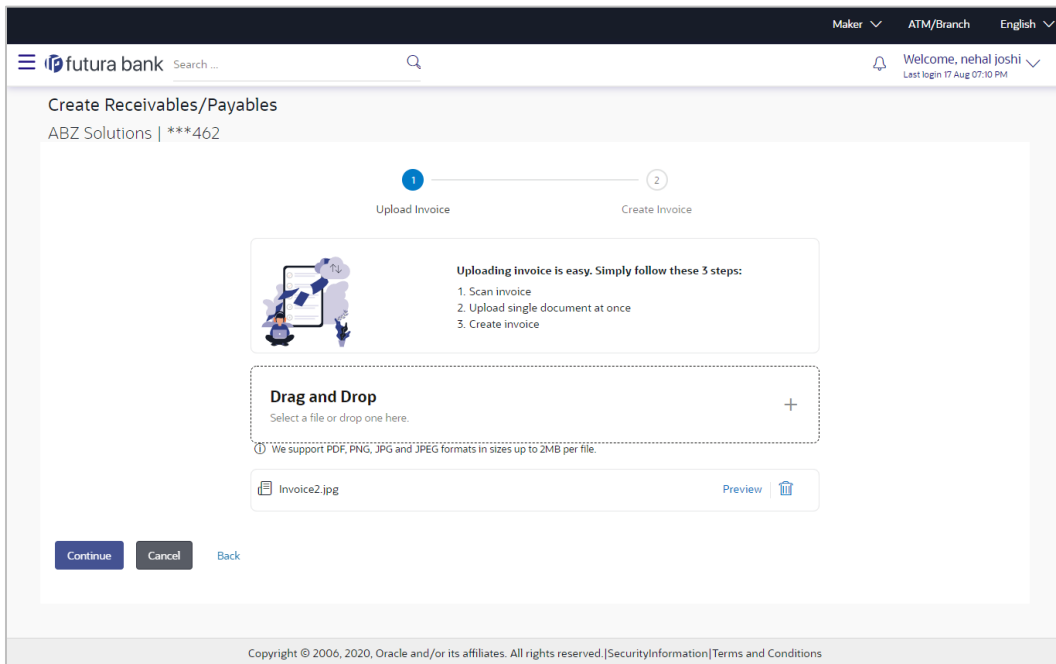 Maker ATM/Branch English
futura bank Search ... Welcome, nehal joshi
Last login 17 Aug 07:10 PM
Create Receivables/Payables
ABZ Solutions | ***462
1 2
Upload Invoice Create Invoice
Uploading invoice is easy. Simply follow these 3 steps:
1. Scan invoice
2. Upload single document at once
3. Create invoice
Drag and Drop
Select a file or drop one here.
We support PDF, PNG, JPG and JPEG formats in sizes up to 2MB per file.
Invoice2.jpg Preview
Continue Cancel Back
Copyright © 2006, 2020, Oracle and/or its affiliates. All rights reserved.|SecurityInformation|Terms and Conditions